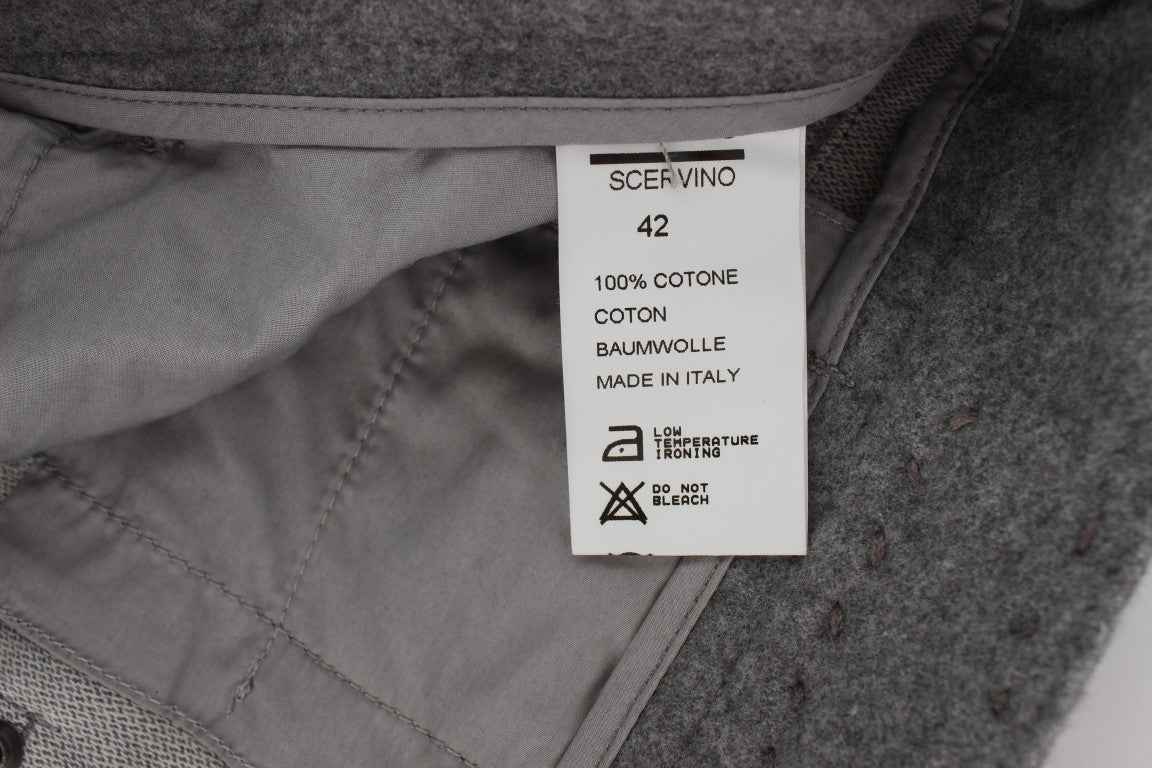 SCERVINO
42
100% COTONE
COTON
BAUMWOLLE
MADE IN ITALY
LOW
TEMPERATURE
IRONING
DO NOT
BLEACH